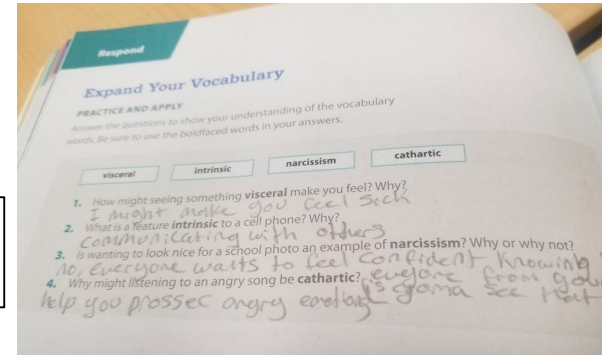 Respond
Expand Your Vocabulary
PRACTICE AND APPLY
Answer the questions to show your understanding of the vocabulary
words. Be sure to use the boldfaced words in your answers.
visceral intrinsic narcissism cathartic
1. How might seeing something visceral make you feel? Why?
I might make you feel sick
2. What is a feature intrinsic to a cell phone? Why?
Communicating with others
3. Is wanting to look nice for a school photo an example of narcissism? Why or why not?
no, everyone walts to feel confident knowing
4. Why might listening to an angry song be cathartic? from you
help you prossec angry is gonna see that